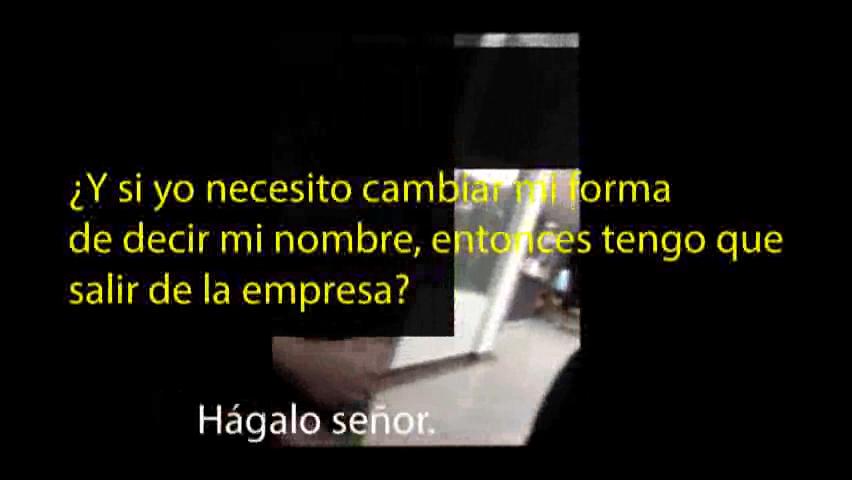 ¿Y si yo necesito cambiar mi forma
de decir mi nombre, entonces tengo que
salir de la empresa?
Hágalo señor.